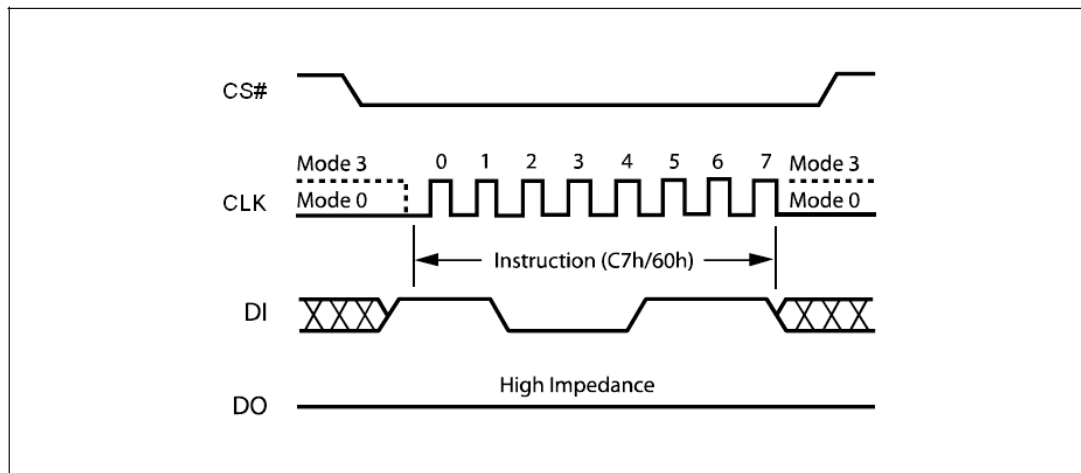 CS#
Mode 3 0 1 2 3 4 5 6 7 Mode 3
CLK Mode 0 Mode 0
Instruction (C7h/60h)
DI
High Impedance
DO